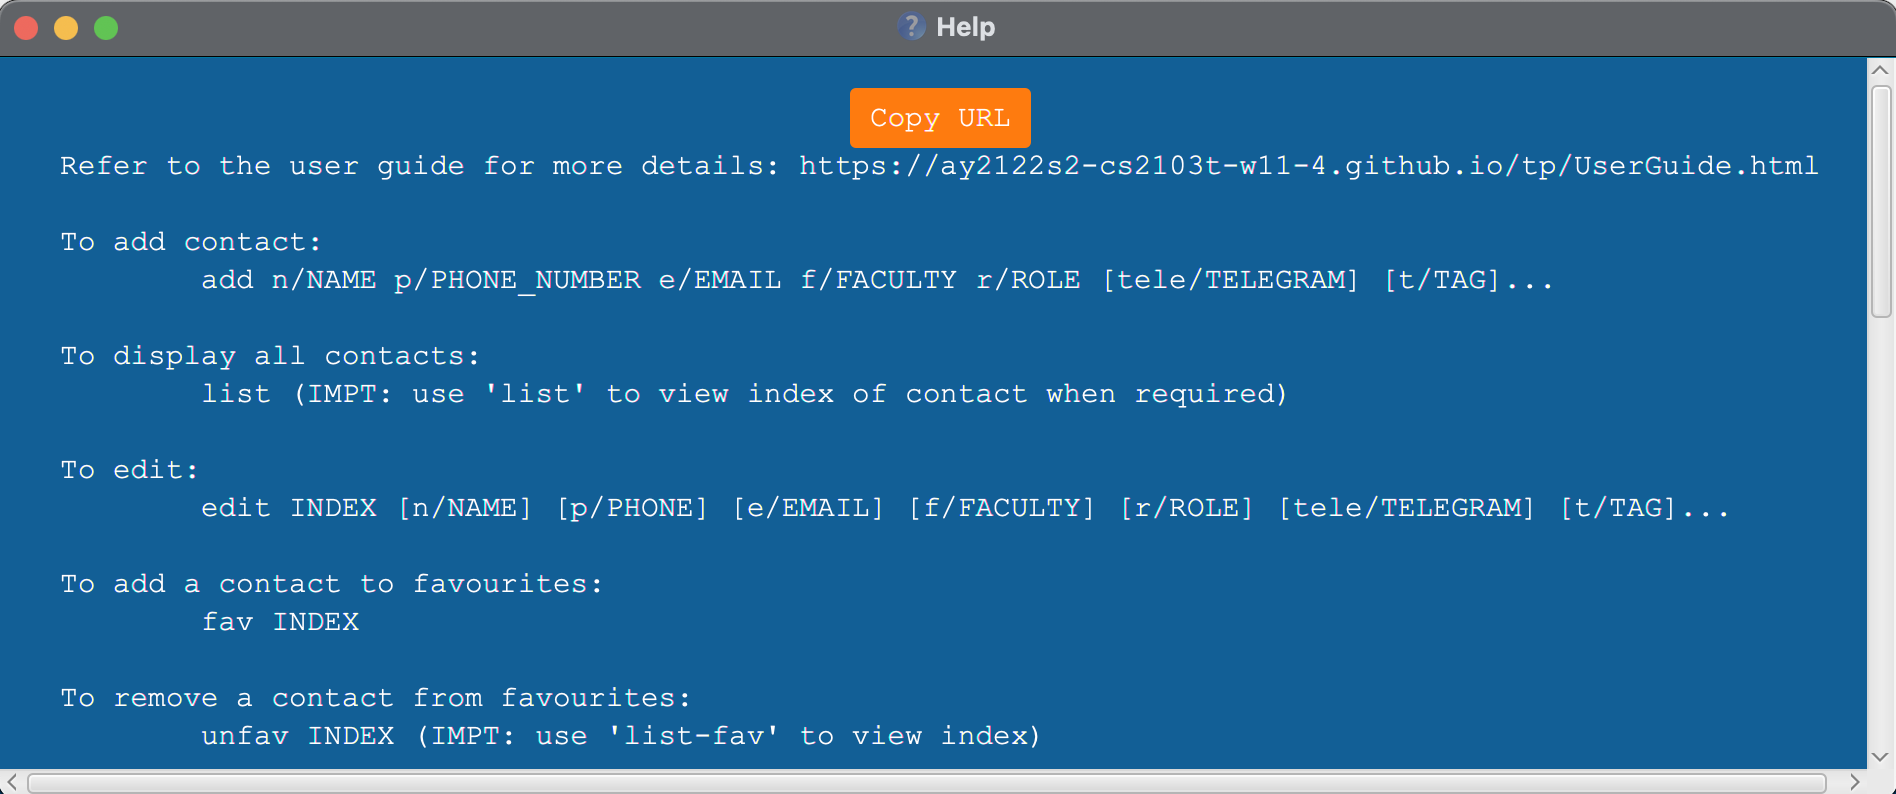 Help
Copy URL
Refer to the user guide for more details: https://ay2122s2-cs2103t-w11-4.github.io/tp/UserGuide.html
To add contact:
add n/NAME p/PHONE_NUMBER e/EMAIL f/FACULTY r/ROLE [tele/TELEGRAM] [t/TAG]...
To display all contacts:
list (IMPT: use 'list' to view index of contact when required)
To edit:
edit INDEX [n/NAME] [p/PHONE] [e/EMAIL] [f/FACULTY] [r/ROLE] [tele/TELEGRAM] [t/TAG]...
To add a contact to favourites:
fav INDEX
To remove a contact from favourites:
unfav INDEX (IMPT: use 'list-fav' to view index)